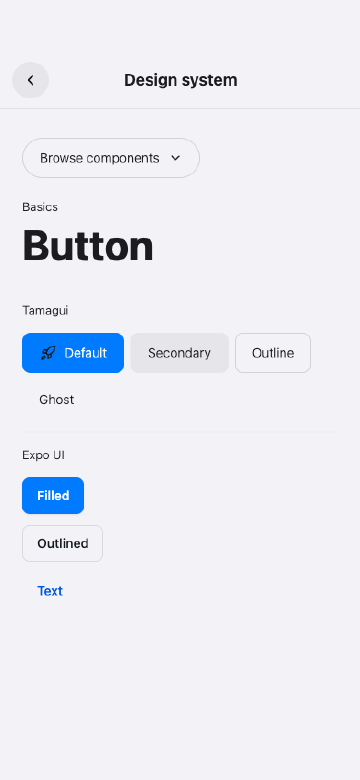 Design system
Browse components
Basics
Button
Tamagui
Default Secondary Outline
Ghost
Expo UI
Filled
Outlined
Text